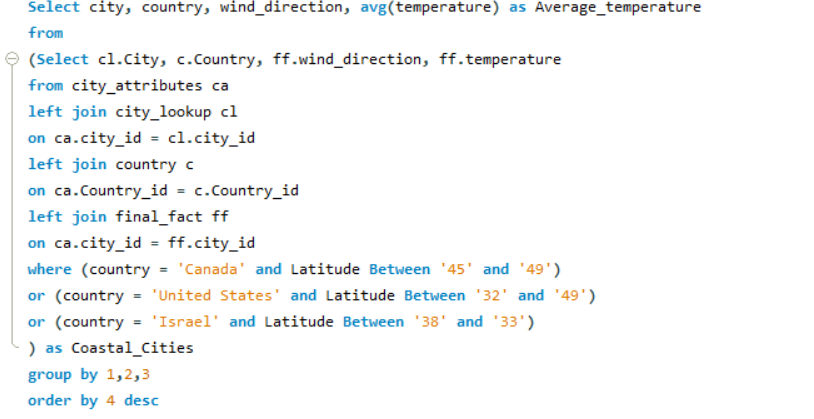 Select city, country, wind_direction, avg(temperature) as Average_temperature
from
(Select cl.City, c.Country, ff.wind_direction, ff.temperature
from city_attributes ca
left join city_lookup cl
on ca.city_id = cl.city_id
left join country c
on ca.Country_id = c.Country_id
left join final_fact ff
on ca.city_id = ff.city_id
where (country = 'Canada' and Latitude Between '45' and '49')
or (country = 'United States' and Latitude Between '32' and '49')
or (country = 'Israel' and Latitude Between '38' and '33')
) as Coastal_Cities
group by 1,2,3
order by 4 desc